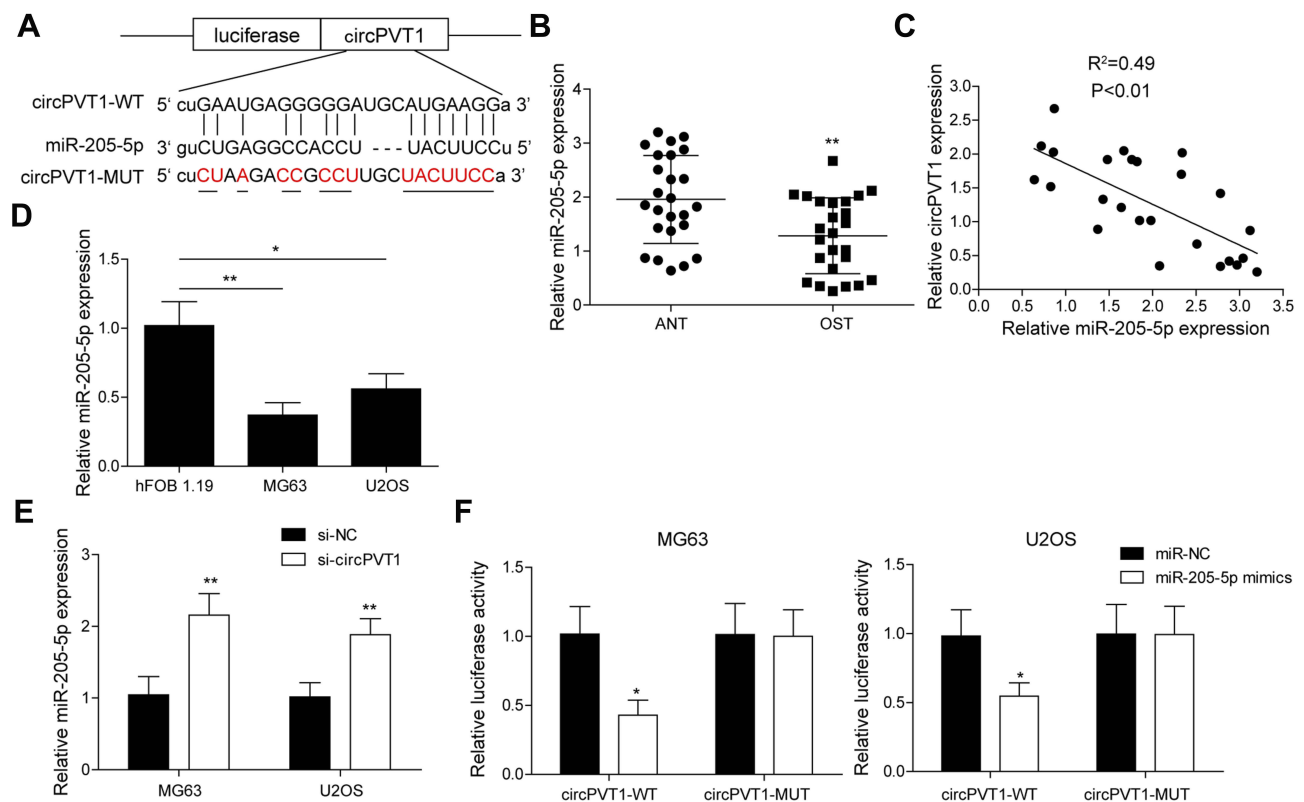 A
luciferase circPVT1
circPVT1-WT 5‘ cuGAAUGAGGGGGAUGCAUGAAGGa 3’
miR-205-5p 3‘ guCUGAGGCCACCU - - - UACUUCCu 5’
circPVT1-MUT 5‘ cuCUAAGACCGCCUUGCUACUUCCa 3’
B
Relative miR-205-5p expression
4
3
2
1
0
**
ANT OST
C
R²=0.49
P<0.01
Relative circPVT1 expression
3.0
2.5
2.0
1.5
1.0
0.5
0.0
0.0 0.5 1.0 1.5 2.0 2.5 3.0 3.5
Relative miR-205-5p expression
D
Relative miR-205-5p expression
1.5
1.0
0.5
0.0
*
**
hFOB 1.19 MG63 U2OS
E
Relative miR-205-5p expression
si-NC
si-circPVT1
3
2
1
0
** **
MG63 U2OS
F
MG63
Relative luciferase activity
1.5
1.0
0.5
0.0
*
circPVT1-WT circPVT1-MUT
U2OS
miR-NC
miR-205-5p mimics
Relative luciferase activity
1.5
1.0
0.5
0.0
*
circPVT1-WT circPVT1-MUT